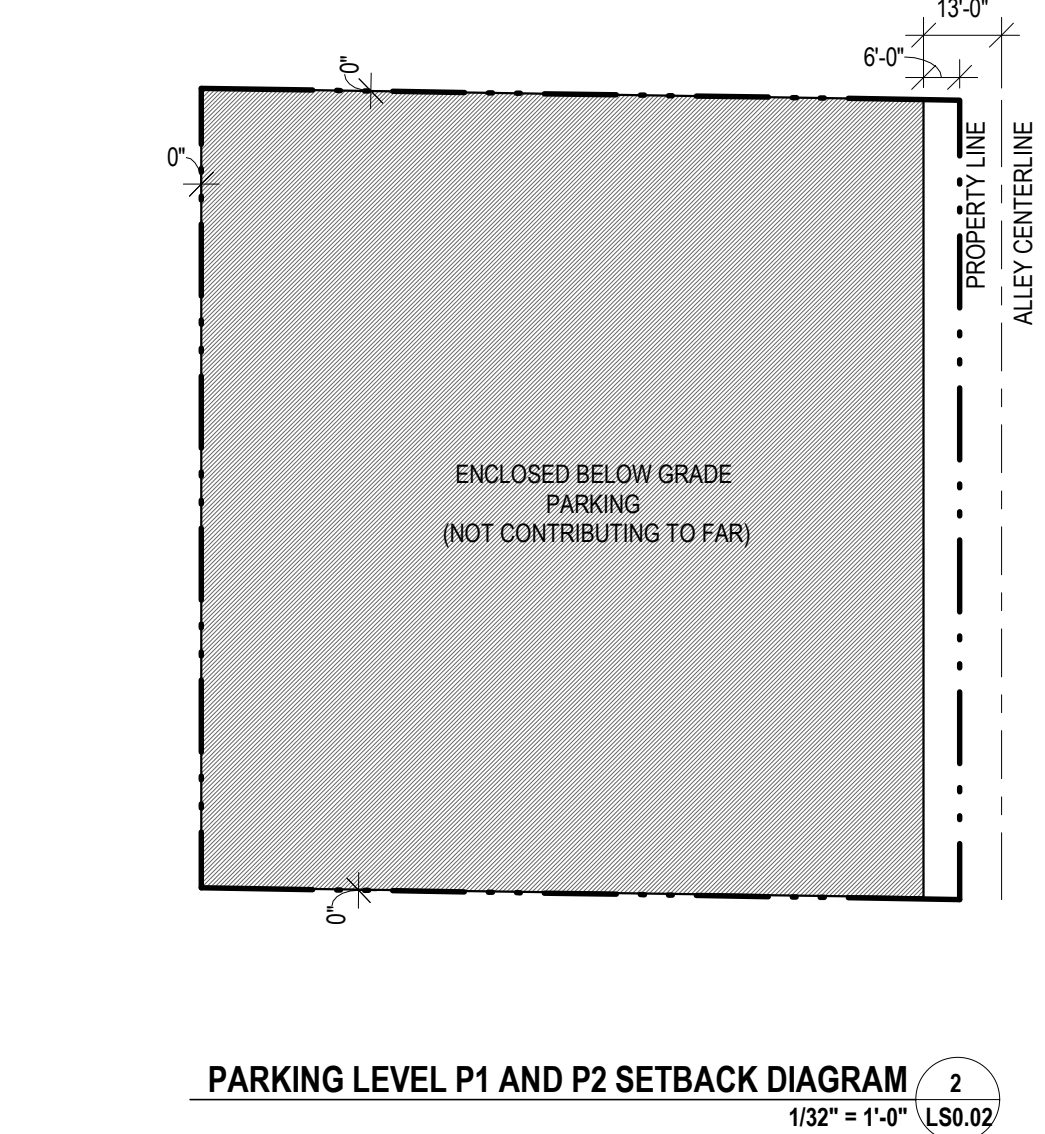 13'-0"
6'-0"
0"
0"
PROPERTY LINE
ALLEY CENTERLINE
ENCLOSED BELOW GRADE
PARKING
(NOT CONTRIBUTING TO FAR)
0"
PARKING LEVEL P1 AND P2 SETBACK DIAGRAM
2
1/32" = 1'-0"
LS0.02